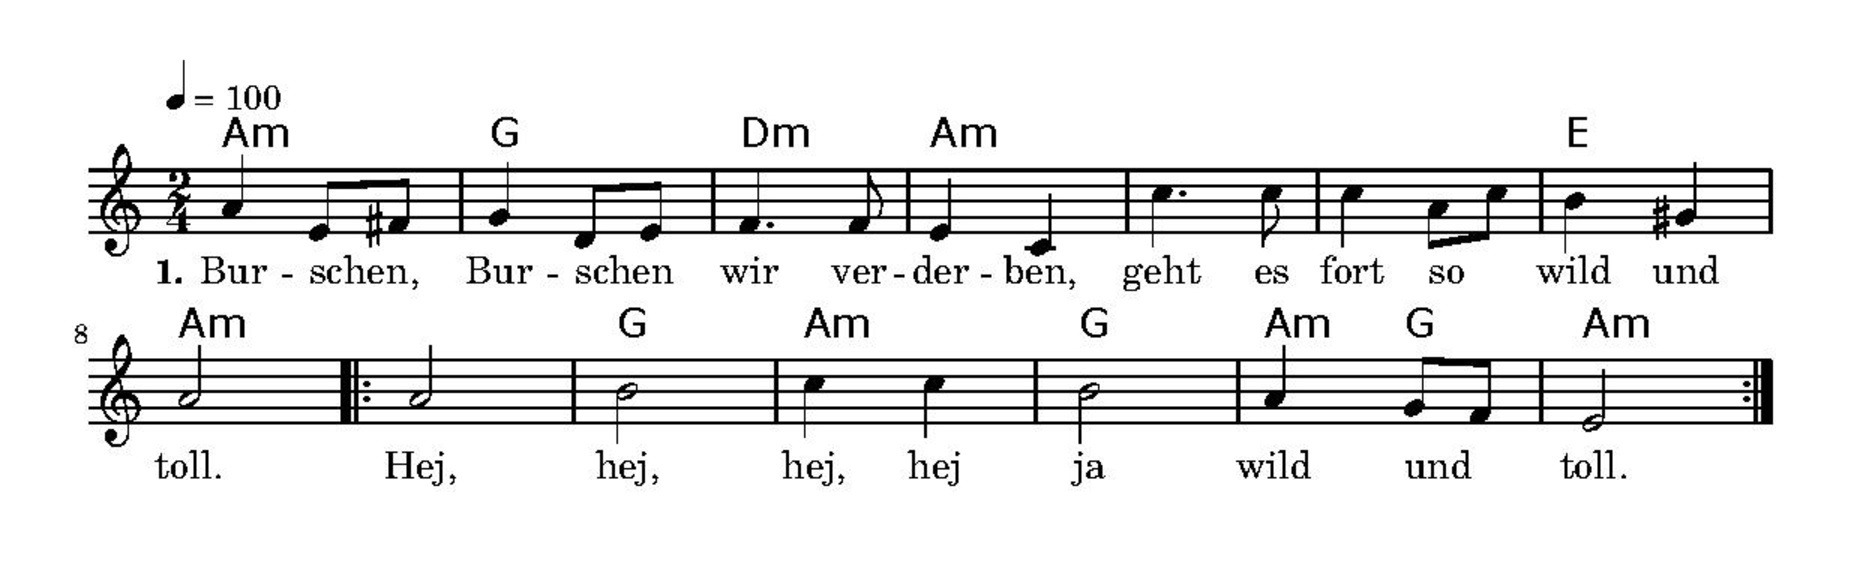 = 100
Am G Dm Am E
2
4
1. Bur - schen, Bur - schen wir ver - der - ben, geht es fort so wild und
8
Am G Am G Am G Am
toll. Hej, hej, hej, hej ja wild und toll.